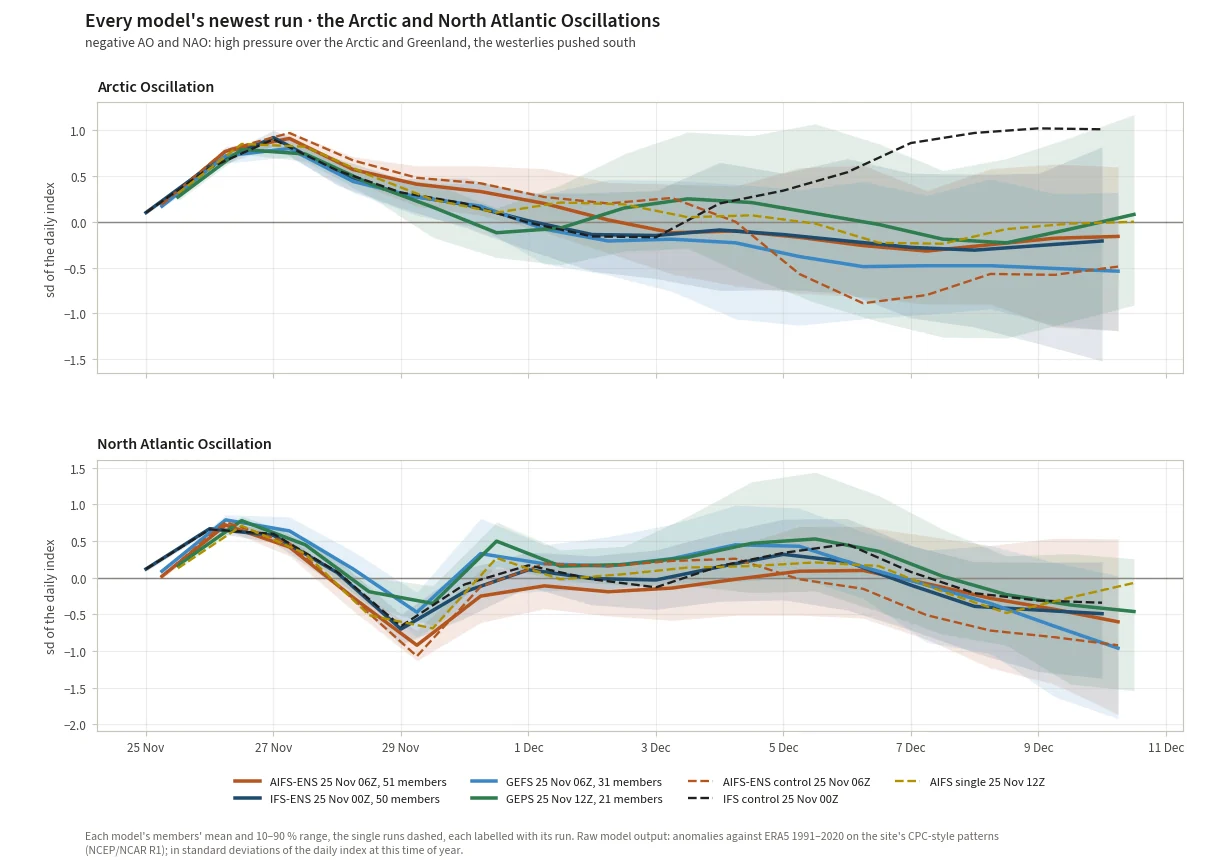 Every model's newest run · the Arctic and North Atlantic Oscillations
negative AO and NAO: high pressure over the Arctic and Greenland, the westerlies pushed south
Arctic Oscillation
sd of the daily index
1.0
0.5
0.0
−0.5
−1.0
−1.5
North Atlantic Oscillation
sd of the daily index
1.5
1.0
0.5
0.0
−0.5
−1.0
−1.5
−2.0
25 Nov 27 Nov 29 Nov 1 Dec 3 Dec 5 Dec 7 Dec 9 Dec 11 Dec
AIFS-ENS 25 Nov 06Z, 51 members GEFS 25 Nov 06Z, 31 members AIFS-ENS control 25 Nov 06Z AIFS single 25 Nov 12Z
IFS-ENS 25 Nov 00Z, 50 members GEPS 25 Nov 12Z, 21 members IFS control 25 Nov 00Z
Each model's members' mean and 10–90 % range, the single runs dashed, each labelled with its run. Raw model output: anomalies against ERA5 1991–2020 on the site's CPC-style patterns
(NCEP/NCAR R1); in standard deviations of the daily index at this time of year.